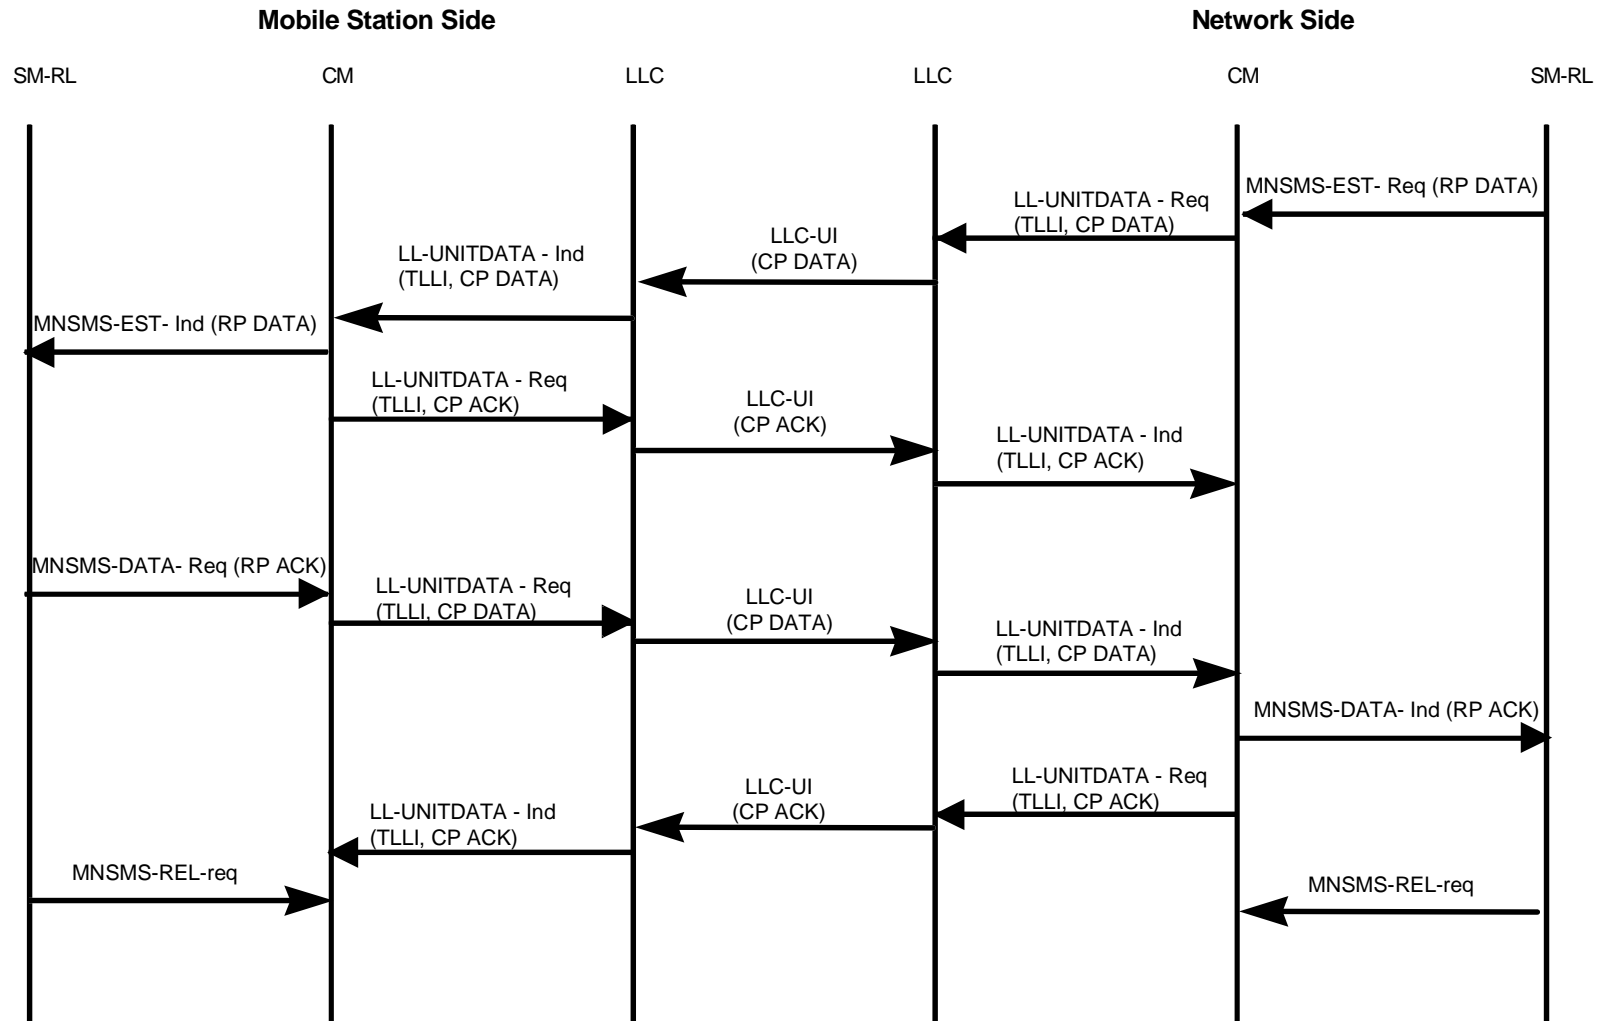 Mobile Station Side
Network Side
SM-RL
CM
LLC
LLC
CM
SM-RL
MNSMS-EST- Req (RP DATA)
LL-UNITDATA - Req
(TLLI, CP DATA)
LLC-UI
(CP DATA)
LL-UNITDATA - Ind
(TLLI, CP DATA)
MNSMS-EST- Ind (RP DATA)
LL-UNITDATA - Req
(TLLI, CP ACK)
LLC-UI
(CP ACK)
LL-UNITDATA - Ind
(TLLI, CP ACK)
MNSMS-DATA- Req (RP ACK)
LL-UNITDATA - Req
(TLLI, CP DATA)
LLC-UI
(CP DATA)
LL-UNITDATA - Ind
(TLLI, CP DATA)
MNSMS-DATA- Ind (RP ACK)
LL-UNITDATA - Req
(TLLI, CP ACK)
LLC-UI
(CP ACK)
LL-UNITDATA - Ind
(TLLI, CP ACK)
MNSMS-REL-req
MNSMS-REL-req